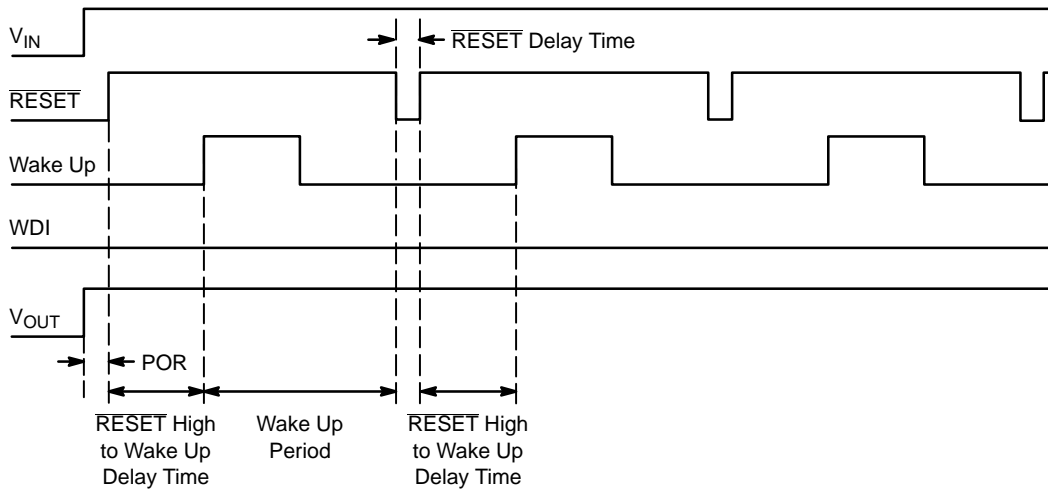 V_IN
RESET Delay Time
RESET
Wake Up
WDI
V_OUT
POR
RESET High
to Wake Up
Delay Time
Wake Up
Period
RESET High
to Wake Up
Delay Time